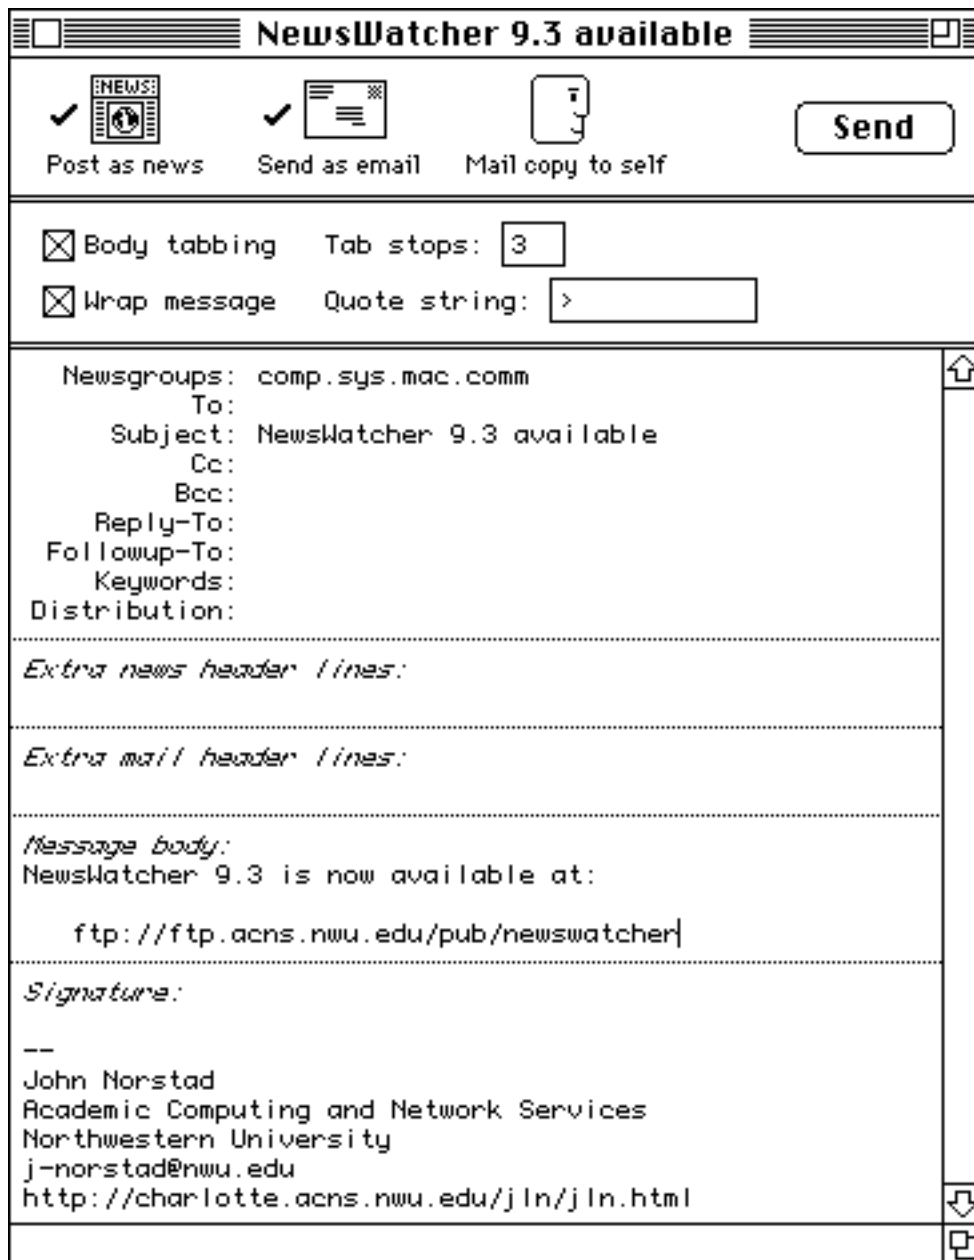 NewsWatcher 9.3 available
NEWS
Post as news Send as email Mail copy to self Send
Body tabbing Tab stops: 3
Wrap message Quote string: >
Newsgroups: comp.sys.mac.comm
To:
Subject: NewsWatcher 9.3 available
Cc:
Bcc:
Reply-To:
Followup-To:
Keywords:
Distribution:
Extra news header lines:
Extra mail header lines:
Message body:
NewsWatcher 9.3 is now available at:
ftp://ftp.acns.nwu.edu/pub/newswatcher
Signature:
--
John Norstad
Academic Computing and Network Services
Northwestern University
j-norstad@nwu.edu
http://charlotte.acns.nwu.edu/jln/jln.html